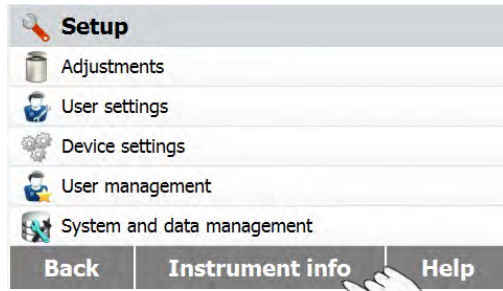 Setup
Adjustments
User settings
Device settings
User management
System and data management
Back Instrument info Help